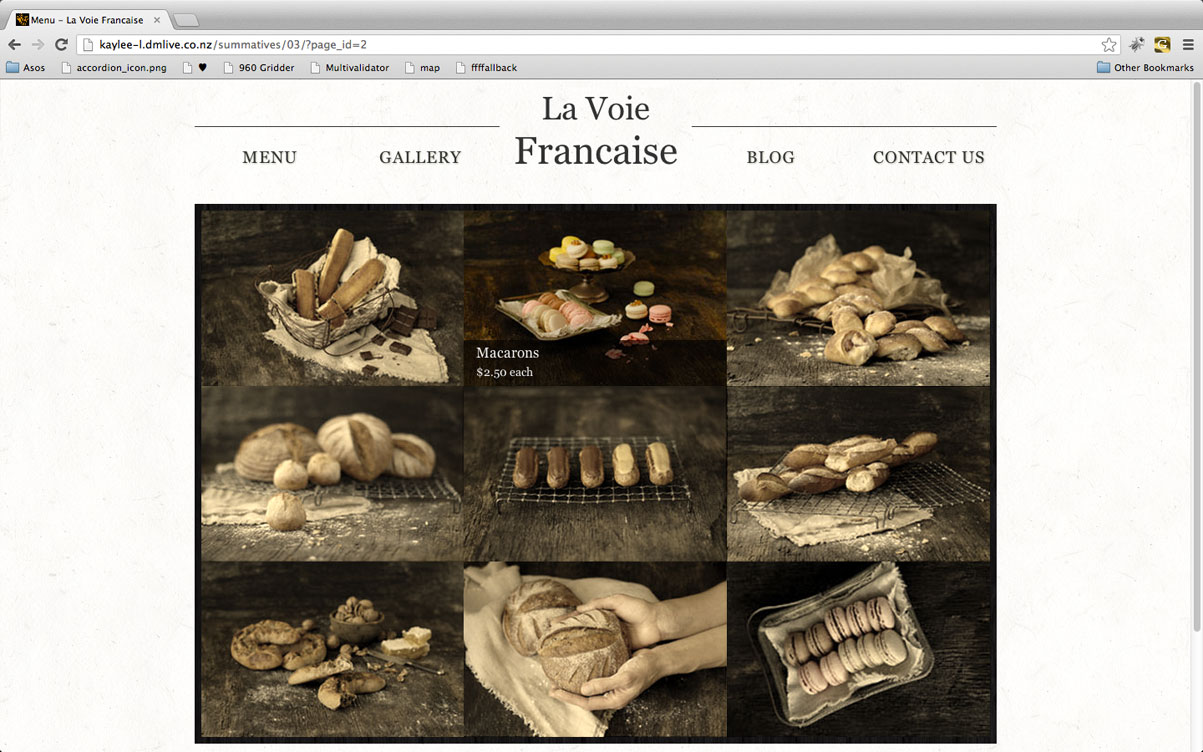 Menu – La Voie Francaise
kaylee-l.dmlive.co.nz/summatives/03/?page_id=2
Asos accordion_icon.png ♥ 960 Gridder Multivalidator map ffffallback Other Bookmarks
La Voie
Francaise
MENU GALLERY BLOG CONTACT US
Macarons
$2.50 each